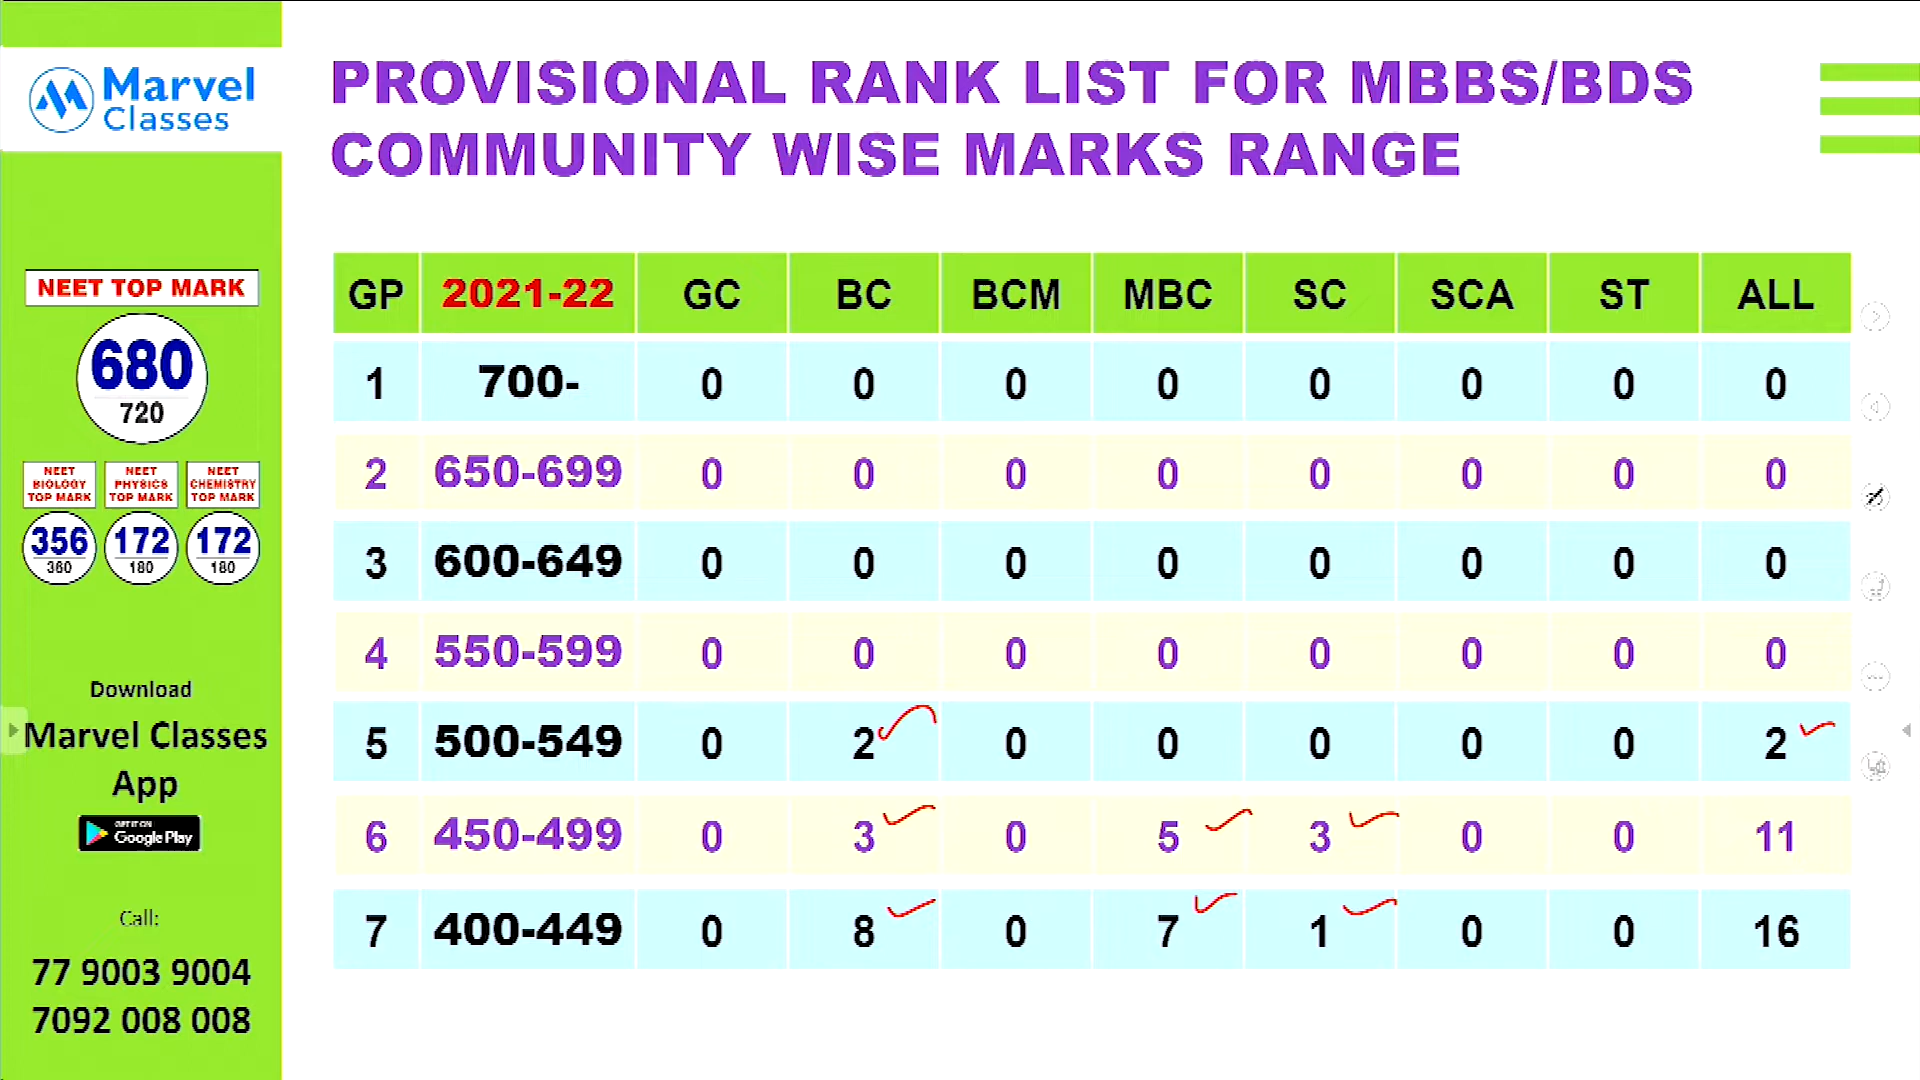 Marvel
Classes
PROVISIONAL RANK LIST FOR MBBS/BDS
COMMUNITY WISE MARKS RANGE
NEET TOP MARK
680
720
NEET BIOLOGY TOP MARK
356
360
NEET PHYSICS TOP MARK
172
180
NEET CHEMISTRY TOP MARK
172
180
Download
Marvel Classes
App
GET IT ON
Google Play
Call:
77 9003 9004
7092 008 008
GP 2021-22 GC BC BCM MBC SC SCA ST ALL
1 700- 0 0 0 0 0 0 0 0
2 650-699 0 0 0 0 0 0 0 0
3 600-649 0 0 0 0 0 0 0 0
4 550-599 0 0 0 0 0 0 0 0
5 500-549 0 2 0 0 0 0 0 2
6 450-499 0 3 0 5 3 0 0 11
7 400-449 0 8 0 7 1 0 0 16